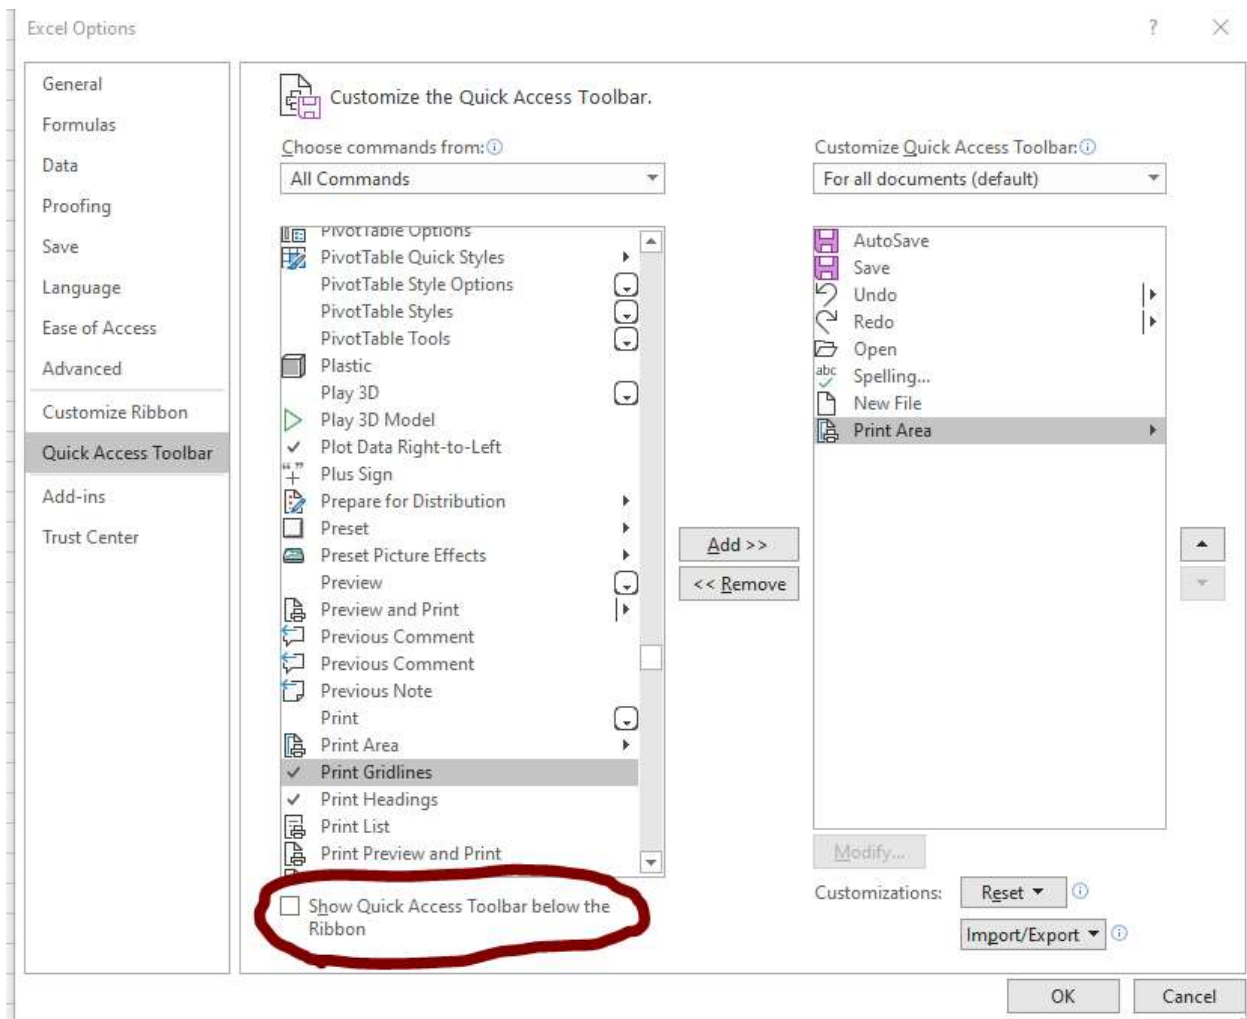 Excel Options
?
General
Formulas
Data
Proofing
Save
Language
Ease of Access
Advanced
Customize Ribbon
Quick Access Toolbar
Add-ins
Trust Center
Customize the Quick Access Toolbar.
Choose commands from:
All Commands
PivotTable Options
PivotTable Quick Styles
PivotTable Style Options
PivotTable Styles
PivotTable Tools
Plastic
Play 3D
Play 3D Model
Plot Data Right-to-Left
Plus Sign
Prepare for Distribution
Preset
Preset Picture Effects
Preview
Preview and Print
Previous Comment
Previous Comment
Previous Note
Print
Print Area
Print Gridlines
Print Headings
Print List
Print Preview and Print
Show Quick Access Toolbar below the
Ribbon
Add >>
<< Remove
Customize Quick Access Toolbar:
For all documents (default)
AutoSave
Save
Undo
Redo
Open
abc
Spelling...
New File
Print Area
Modify...
Customizations:
Reset
Import/Export
OK
Cancel